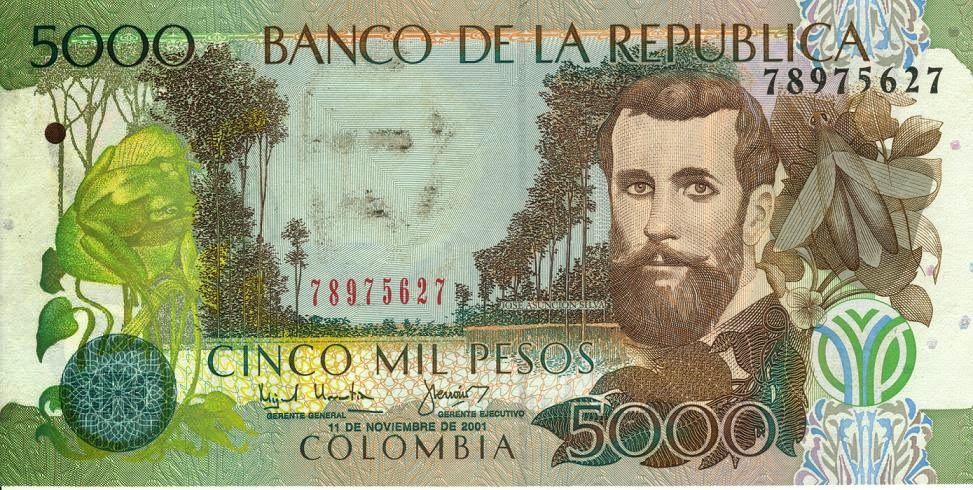 5000 BANCO DE LA REPUBLICA
78975627
78975627
JOSE ASUNCION SILVA
CINCO MIL PESOS
GERENTE GENERAL GERENTE EJECUTIVO
11 DE NOVIEMBRE DE 2001
COLOMBIA
5000